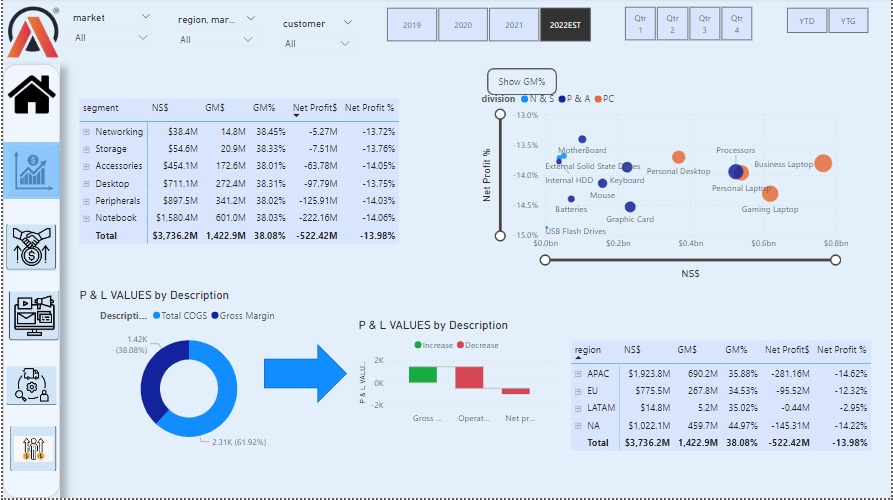 market
All
region, mar...
All
customer
All
2019
2020
2021
2022EST
Qtr 1
Qtr 2
Qtr 3
Qtr 4
YTD
YTG
segment NS$ GM$ GM% Net Profit$ Net Profit %
Networking $38.4M 14.8M 38.45% -5.27M -13.72%
Storage $54.6M 20.9M 38.33% -7.51M -13.76%
Accessories $454.1M 172.6M 38.01% -63.78M -14.05%
Desktop $711.1M 272.4M 38.31% -97.79M -13.75%
Peripherals $897.5M 341.2M 38.02% -125.91M -14.03%
Notebook $1,580.4M 601.0M 38.03% -222.16M -14.06%
Total $3,736.2M 1,422.9M 38.08% -522.42M -13.98%
Show GM%
division N & S P & A PC
Net Profit %
-13.0%
-13.5%
-14.0%
-14.5%
-15.0%
MotherBoard
Processors
External Solid State Drives
Personal Desktop
Business Laptop
Internal HDD
Keyboard
Personal Laptop
Mouse
Batteries
Graphic Card
Gaming Laptop
USB Flash Drives
$0.0bn $0.2bn $0.4bn $0.6bn $0.8bn
NS$
P & L VALUES by Description
Descripti... Total COGS Gross Margin
1.42K
(38.08%)
2.31K (61.92%)
P & L VALUES by Description
Increase Decrease
P & L VALU...
2K
0K
-2K
Gross ... Operat... Net pr...
region NS$ GM$ GM% Net Profit$ Net Profit %
APAC $1,923.8M 690.2M 35.88% -281.16M -14.62%
EU $775.5M 267.8M 34.53% -95.52M -12.32%
LATAM $14.8M 5.2M 35.02% -0.44M -2.95%
NA $1,022.1M 459.7M 44.97% -145.31M -14.22%
Total $3,736.2M 1,422.9M 38.08% -522.42M -13.98%